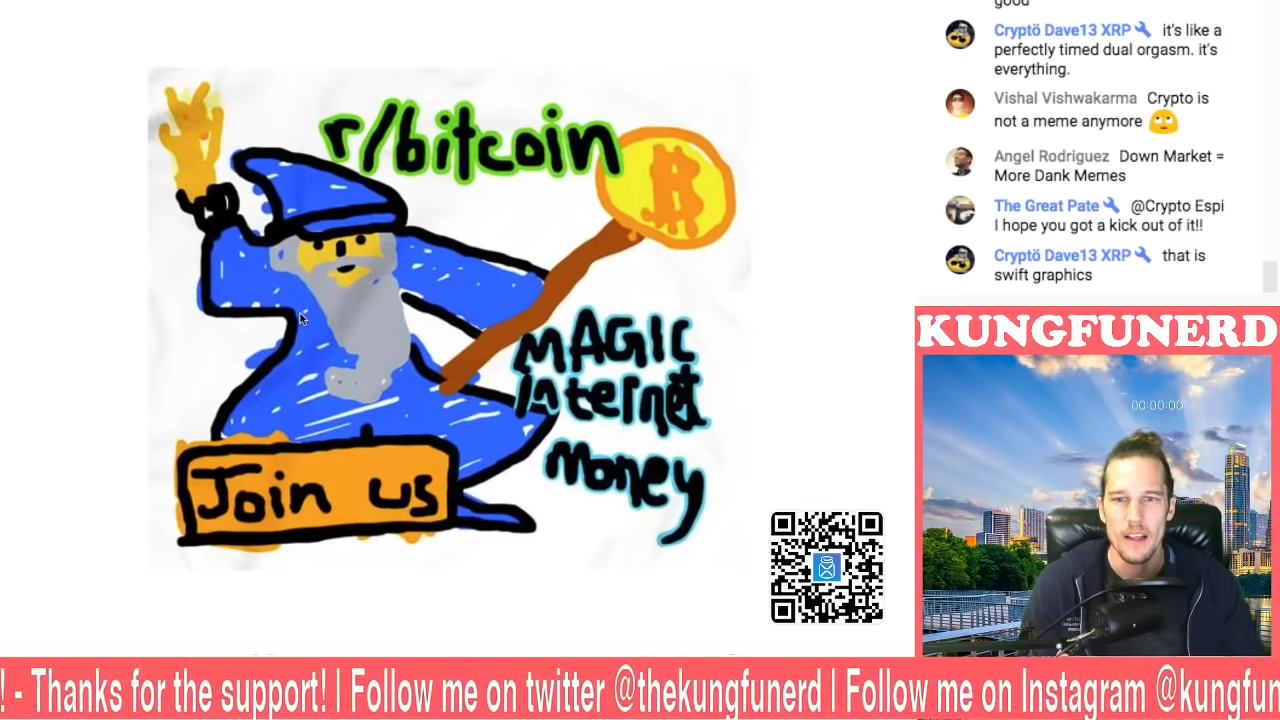 r/bitcoin
MAGIC
Internet
Money
Join us
good
Cryptö Dave13 XRP it's like a
perfectly timed dual orgasm. it's
everything.
Vishal Vishwakarma Crypto is
not a meme anymore
Angel Rodriguez Down Market =
More Dank Memes
The Great Pate @Crypto Espi
I hope you got a kick out of it!!
Cryptö Dave13 XRP that is
swift graphics
KUNGFUNERD
00:00:00
! - Thanks for the support! | Follow me on twitter @thekungfunerd | Follow me on Instagram @kungfun